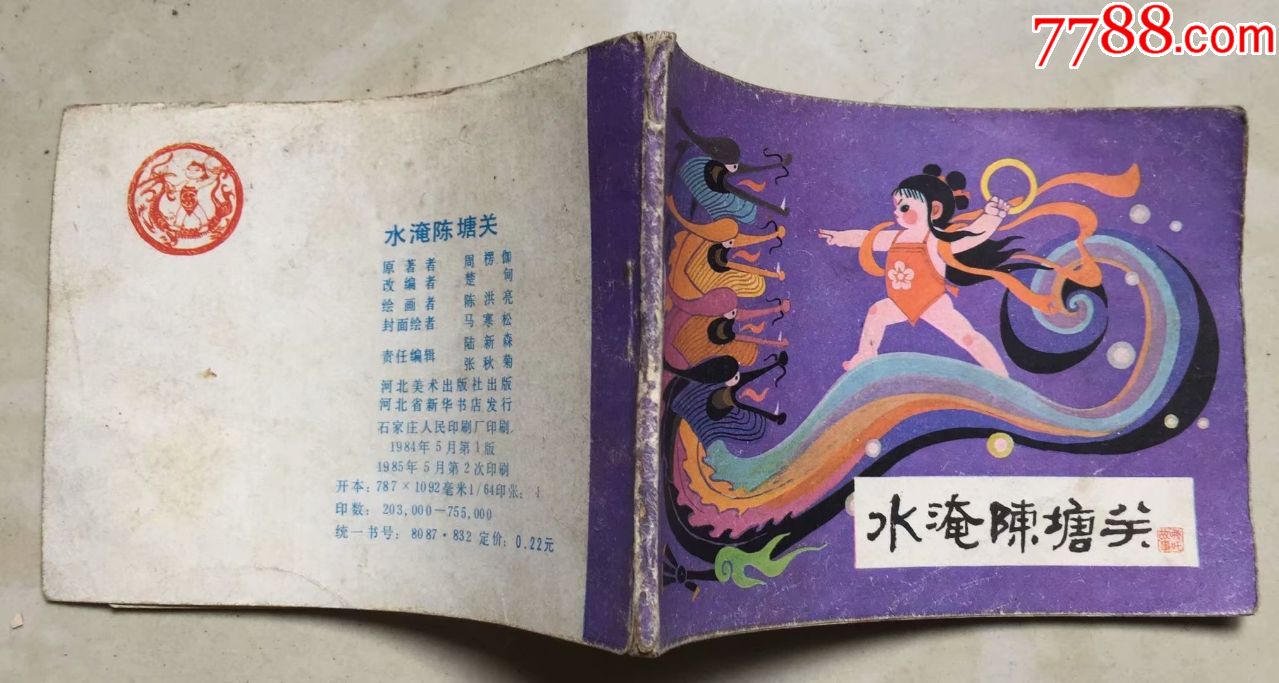 7788.com
水淹陈塘关
原著者 周楞伽
改编者 楚甸
绘画者 陈洪亮
封面绘者 马寒松
责任编辑 陆新森
张秋菊
河北美术出版社出版
河北省新华书店发行
石家庄人民印刷厂印刷
1984年5月第1版
1985年5月第2次印刷
开本：787×1092毫米1/64印张：
印数：203,000—755,000
统一书号：8087·832 定价：0.22元
水淹陳塘关
哪吒
故事